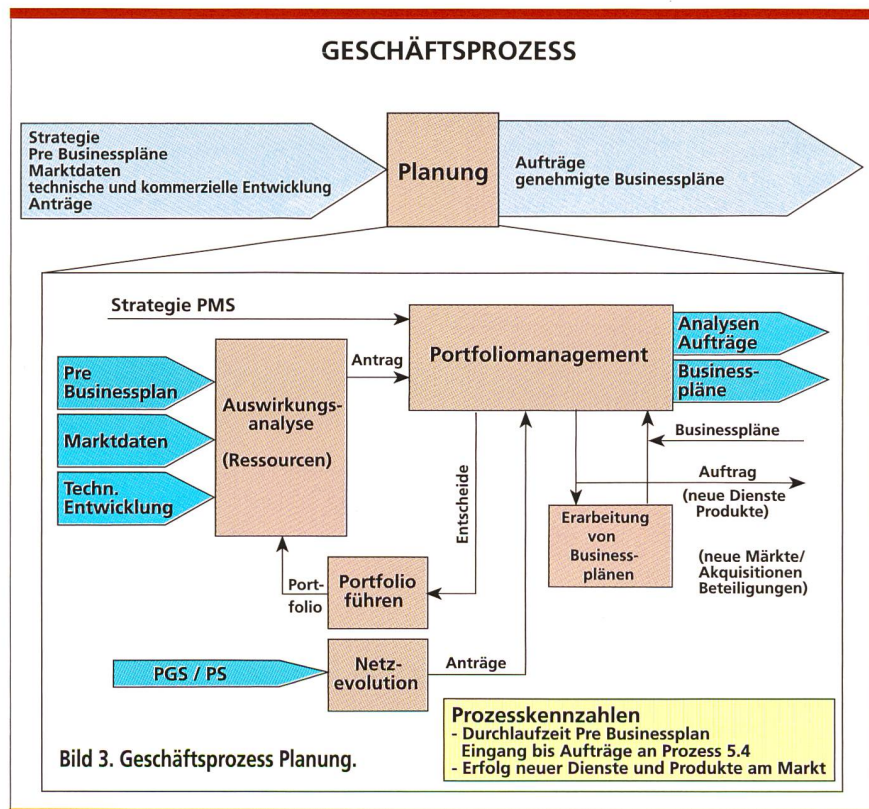 GESCHÄFTSPROZESS
Strategie
Pre Businesspläne
Marktdaten
technische und kommerzielle Entwicklung
Anträge
Planung
Aufträge
genehmigte Businesspläne
Strategie PMS
Pre
Businessplan
Marktdaten
Techn.
Entwicklung
Auswirkungs-
analyse
(Ressourcen)
Antrag
Portfoliomanagement
Analysen
Aufträge
Business-
pläne
Businesspläne
Auftrag
(neue Dienste
Produkte)
(neue Märkte/
Akquisitionen
Beteiligungen)
Erarbeitung
von
Business-
plänen
Entscheide
Port-
folio
Portfolio
führen
PGS / PS
Netz-
evolution
Anträge
Prozesskennzahlen
- Durchlaufzeit Pre Businessplan
Eingang bis Aufträge an Prozess 5.4
- Erfolg neuer Dienste und Produkte am Markt
Bild 3. Geschäftsprozess Planung.